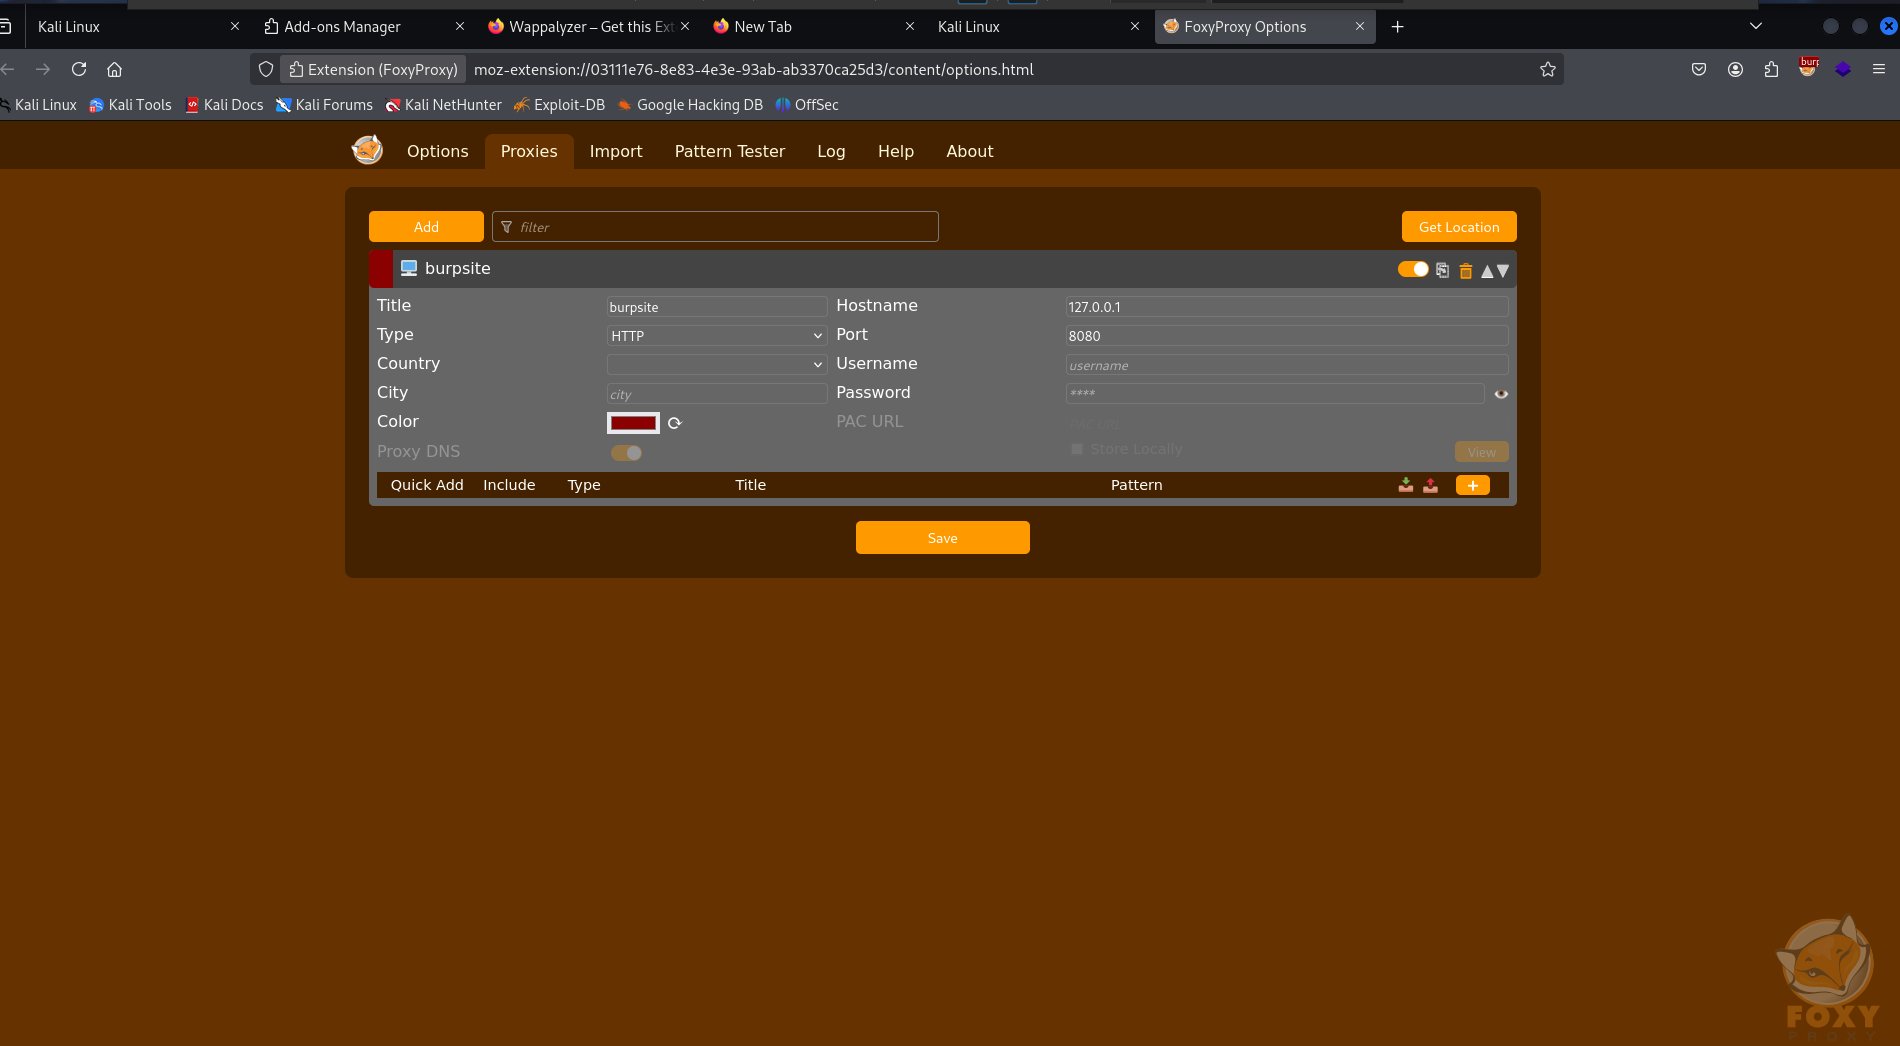 Kali Linux
Add-ons Manager
Wappalyzer – Get this Ext
New Tab
Kali Linux
FoxyProxy Options
Extension (FoxyProxy)
moz-extension://03111e76-8e83-4e3e-93ab-ab3370ca25d3/content/options.html
burp
Kali Linux
Kali Tools
Kali Docs
Kali Forums
Kali NetHunter
Exploit-DB
Google Hacking DB
OffSec
Options
Proxies
Import
Pattern Tester
Log
Help
About
Add
filter
Get Location
burpsite
Title
burpsite
Hostname
127.0.0.1
Type
HTTP
Port
8080
Country
Username
username
City
city
Password
****
Color
PAC URL
PAC URL
Proxy DNS
Store Locally
View
Quick Add
Include
Type
Title
Pattern
Save
FOXY
PROXY